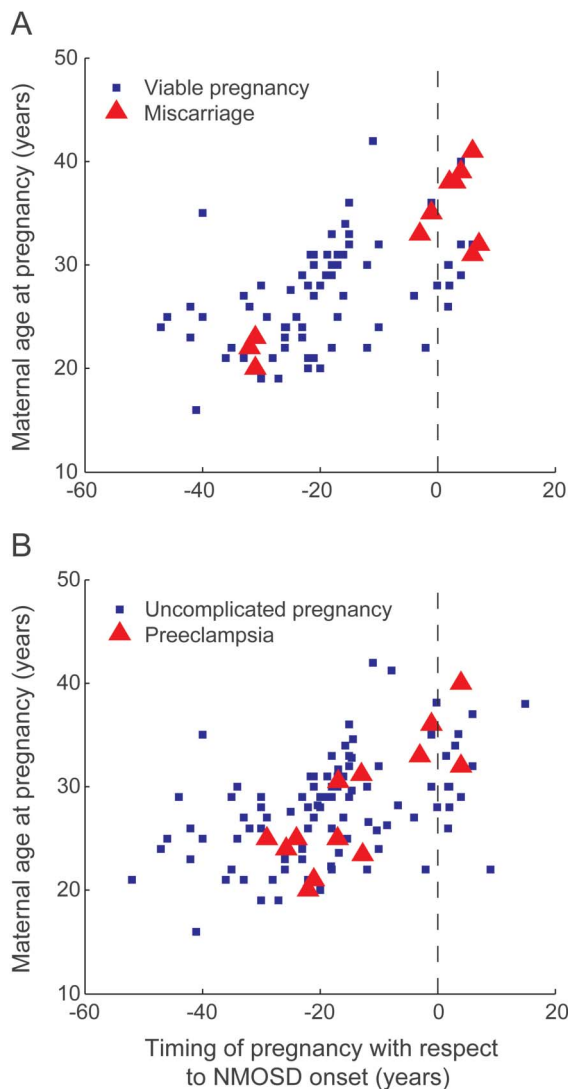 A
Maternal age at pregnancy (years)
50
40
30
20
10
Viable pregnancy
Miscarriage
-60
-40
-20
0
20
B
Maternal age at pregnancy (years)
50
40
30
20
10
Uncomplicated pregnancy
Preeclampsia
-60
-40
-20
0
20
Timing of pregnancy with respect
to NMOSD onset (years)